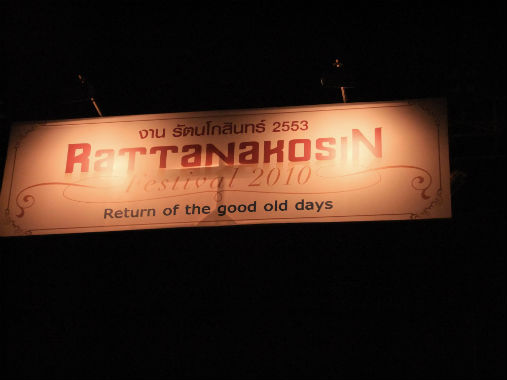 งาน รัตนโกสินทร์ 2553
RaTTaNaKosiN
Festival 2010
Return of the good old days